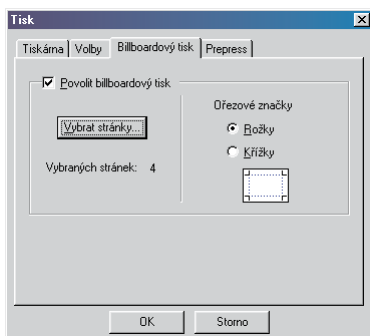 Tisk
Tiskárna Volby Billboardový tisk Prepress
Povolit billboardový tisk
Ořezové značky
Vybrat stránky...
Rožky
Křížky
Vybraných stránek: 4
OK Storno